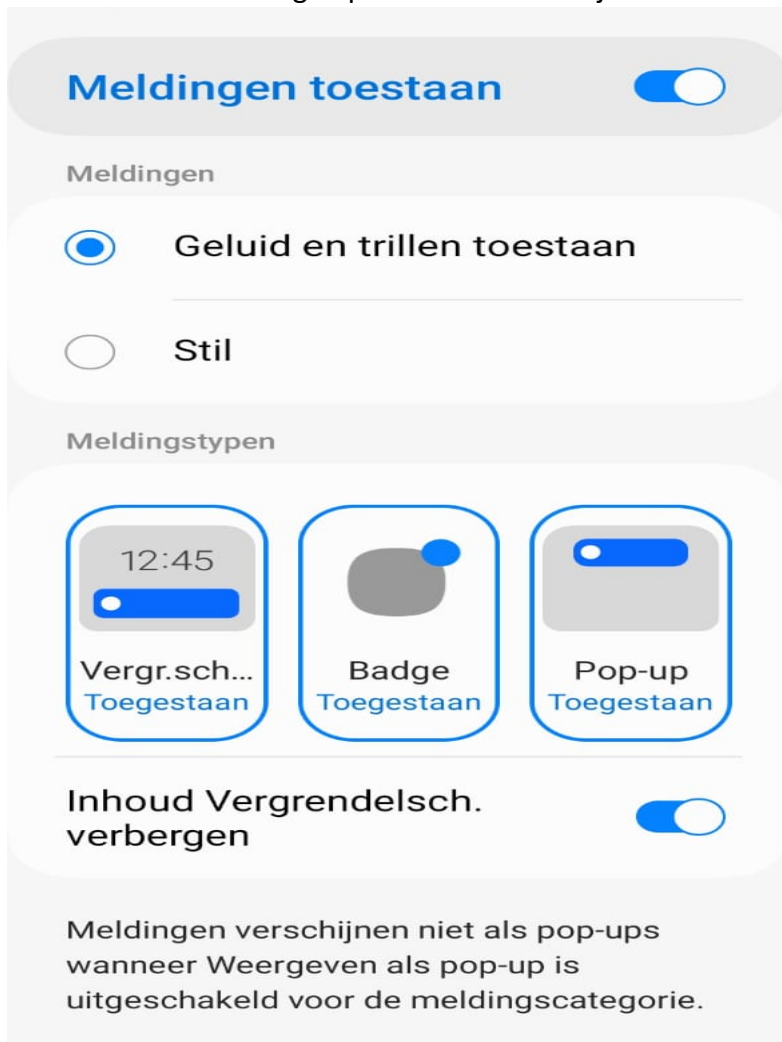 Meldingen toestaan
Meldingen
Geluid en trillen toestaan
Stil
Meldingstypen
12:45
Vergr.sch... Badge Pop-up
Toegestaan Toegestaan Toegestaan
Inhoud Vergrendelsch.
verbergen
Meldingen verschijnen niet als pop-ups
wanneer Weergeven als pop-up is
uitgeschakeld voor de meldingscategorie.